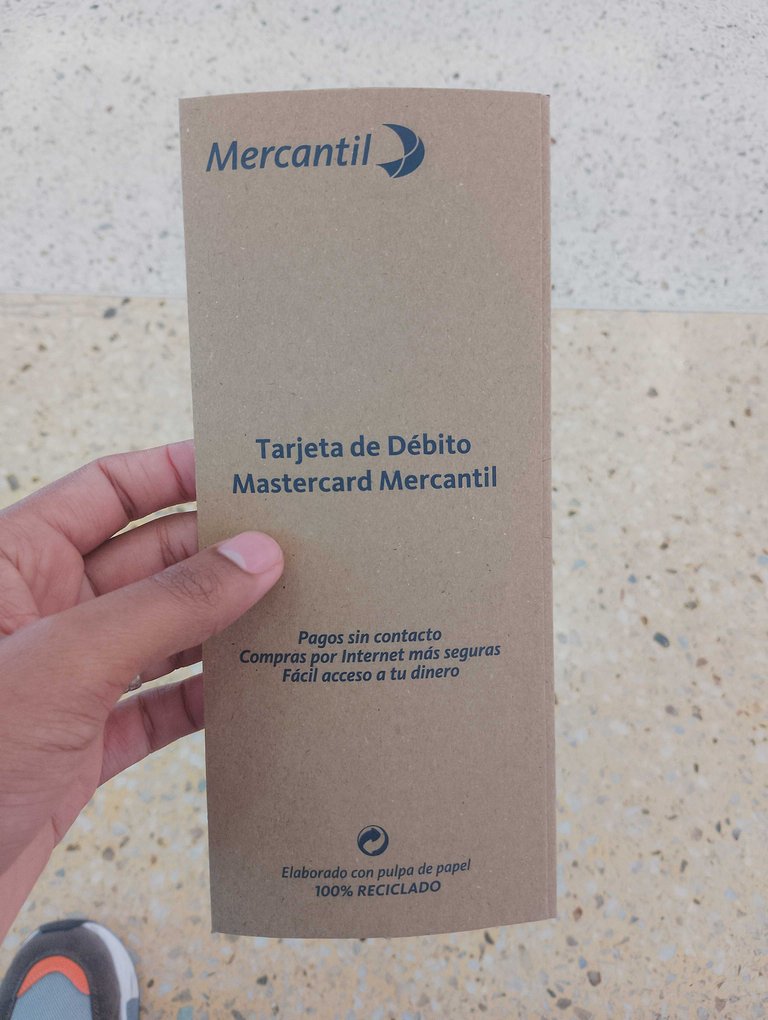 Mercantil
Tarjeta de Débito
Mastercard Mercantil
Pagos sin contacto
Compras por Internet más seguras
Fácil acceso a tu dinero
Elaborado con pulpa de papel
100% RECICLADO